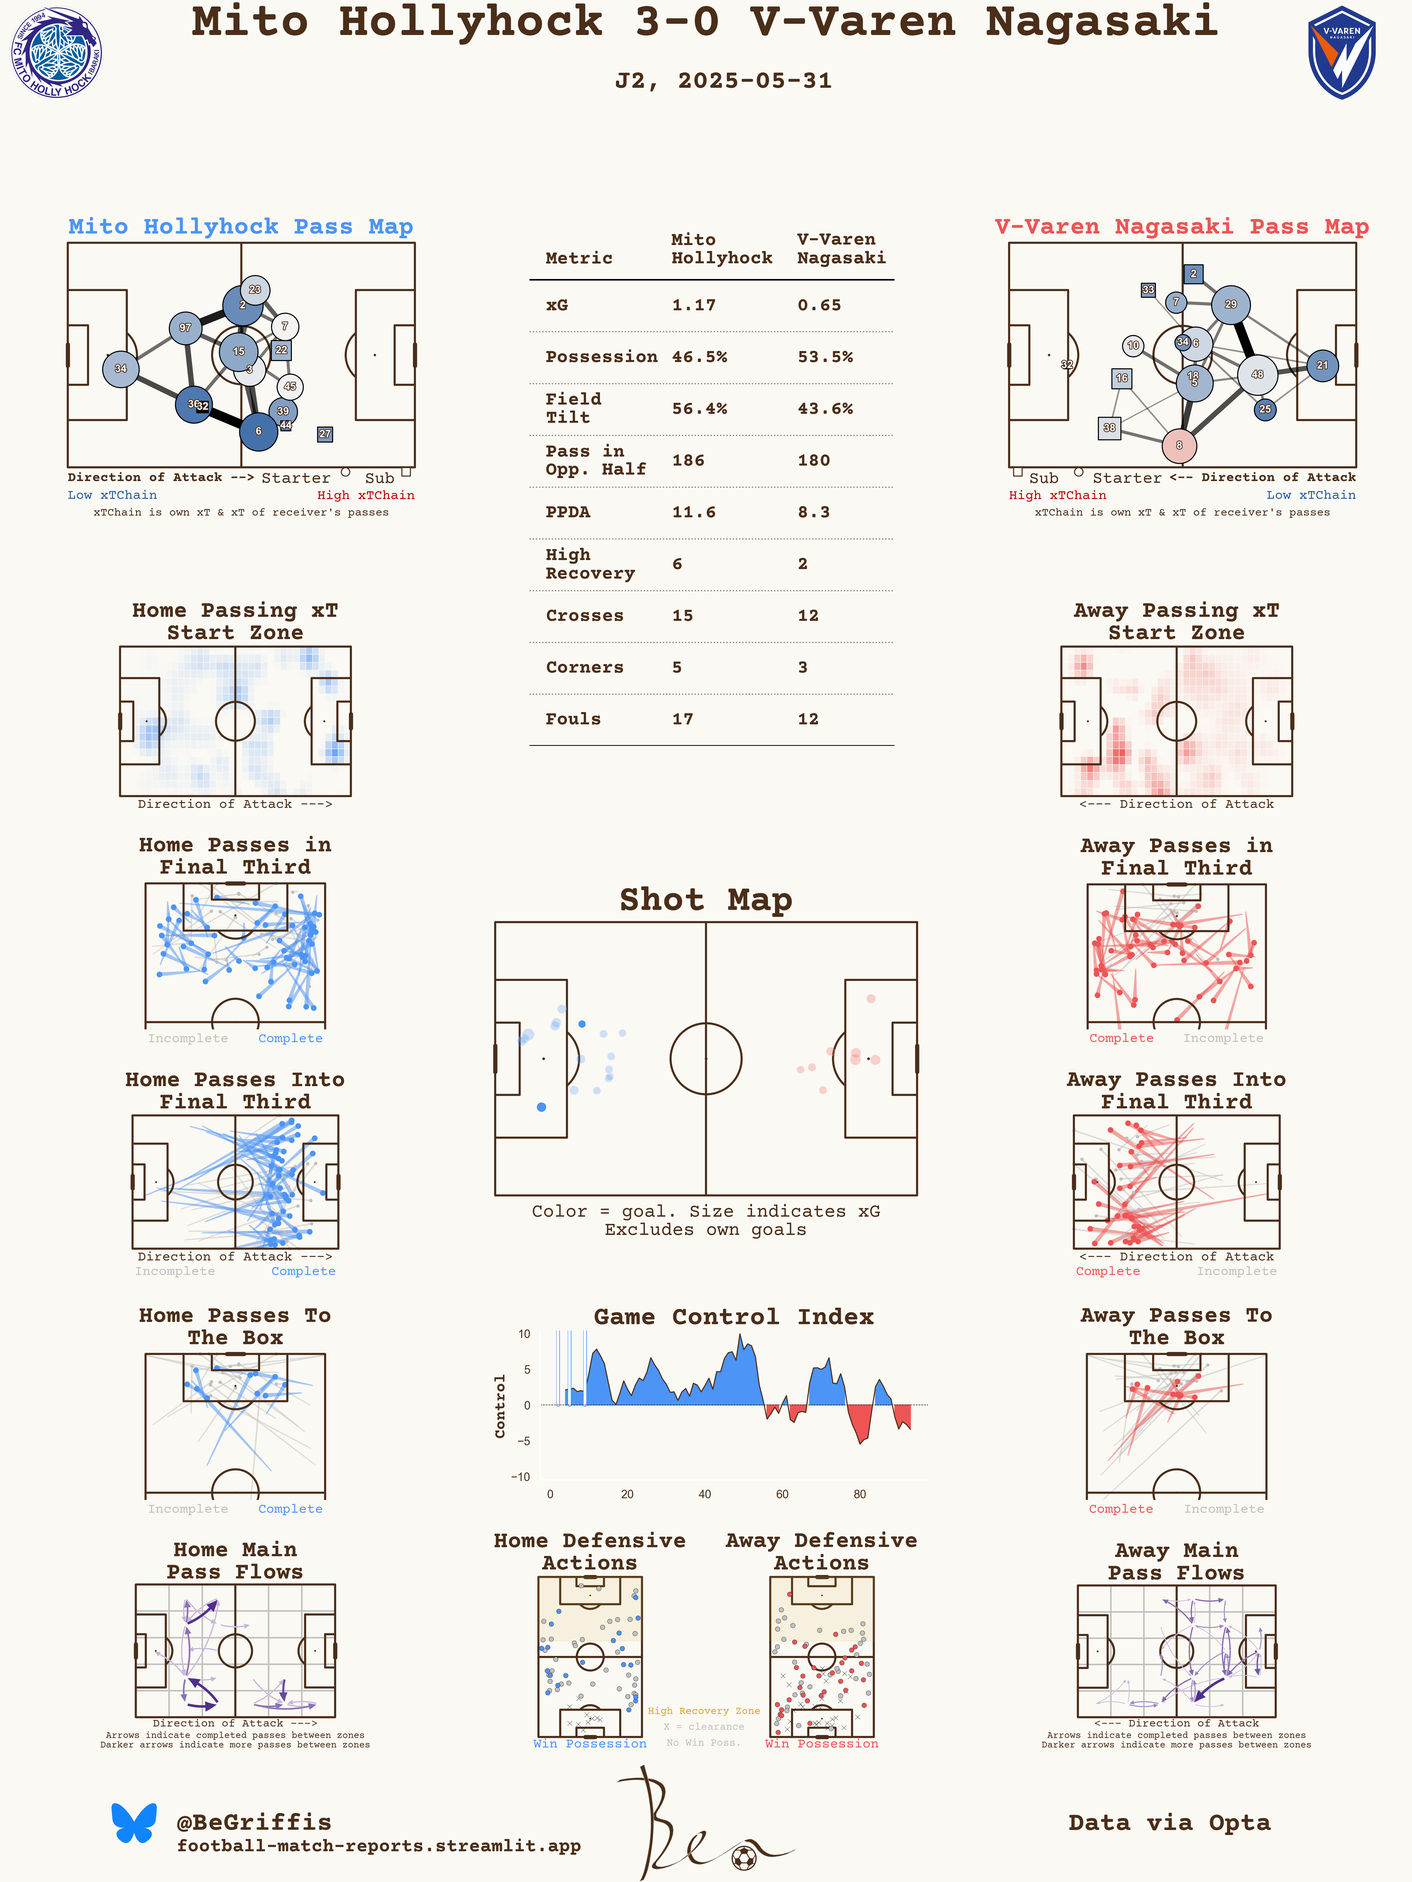 Mito Hollyhock 3-0 V-Varen Nagasaki
J2, 2025-05-31
SINCE 1994
FC MITO HOLLY HOCK
IBARAKI
V-VAREN
NAGASAKI
Mito Hollyhock Pass Map
23
2
7
97
15
22
3
34
45
36
32
39
44
6
27
Direction of Attack --> Starter Sub
Low xTChain High xTChain
xTChain is own xT & xT of receiver's passes
Metric Mito Hollyhock V-Varen Nagasaki
xG 1.17 0.65
Possession 46.5% 53.5%
Field Tilt 56.4% 43.6%
Pass in Opp. Half 186 180
PPDA 11.6 8.3
High Recovery 6 2
Crosses 15 12
Corners 5 3
Fouls 17 12
V-Varen Nagasaki Pass Map
2
33
7
29
34
6
10
32
16
18
5
48
21
25
38
8
Sub Starter <-- Direction of Attack
High xTChain Low xTChain
xTChain is own xT & xT of receiver's passes
Home Passing xT
Start Zone
Direction of Attack --->
Away Passing xT
Start Zone
<--- Direction of Attack
Home Passes in
Final Third
Incomplete Complete
Away Passes in
Final Third
Complete Incomplete
Shot Map
Color = goal. Size indicates xG
Excludes own goals
Home Passes Into
Final Third
Direction of Attack --->
Incomplete Complete
Away Passes Into
Final Third
<--- Direction of Attack
Complete Incomplete
Home Passes To
The Box
Incomplete Complete
Game Control Index
Control
10
5
0
−5
−10
0 20 40 60 80
Away Passes To
The Box
Complete Incomplete
Home Main
Pass Flows
Direction of Attack --->
Arrows indicate completed passes between zones
Darker arrows indicate more passes between zones
Home Defensive
Actions
Win Possession
Away Defensive
Actions
Win Possession
High Recovery Zone
X = clearance
No Win Poss.
Away Main
Pass Flows
<--- Direction of Attack
Arrows indicate completed passes between zones
Darker arrows indicate more passes between zones
@BeGriffis
football-match-reports.streamlit.app
Ben
Data via Opta